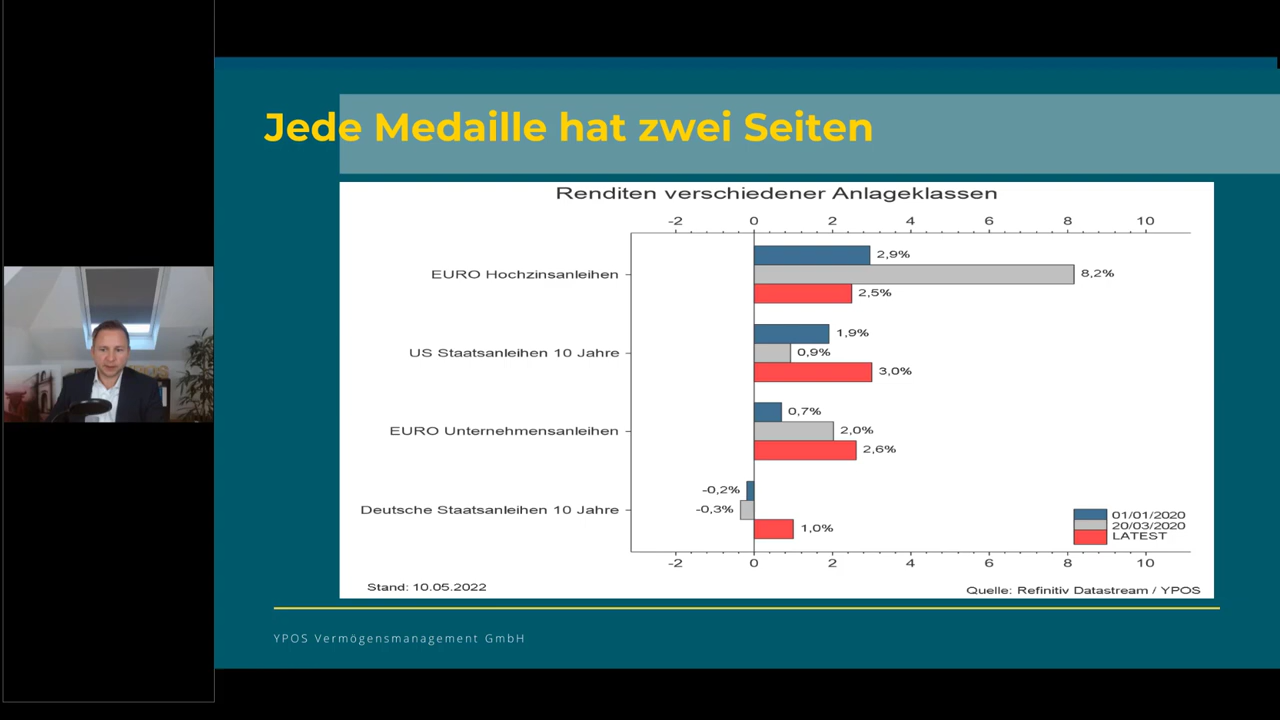 Jede Medaille hat zwei Seiten
Renditen verschiedener Anlageklassen
-2 0 2 4 6 8 10
EURO Hochzinsanleihen
2,9%
8,2%
2,5%
US Staatsanleihen 10 Jahre
1,9%
0,9%
3,0%
EURO Unternehmensanleihen
0,7%
2,0%
2,6%
Deutsche Staatsanleihen 10 Jahre
-0,2%
-0,3%
1,0%
01/01/2020
20/03/2020
LATEST
-2 0 2 4 6 8 10
Stand: 10.05.2022
Quelle: Refinitiv Datastream / YPOS
YPOS Vermögensmanagement GmbH